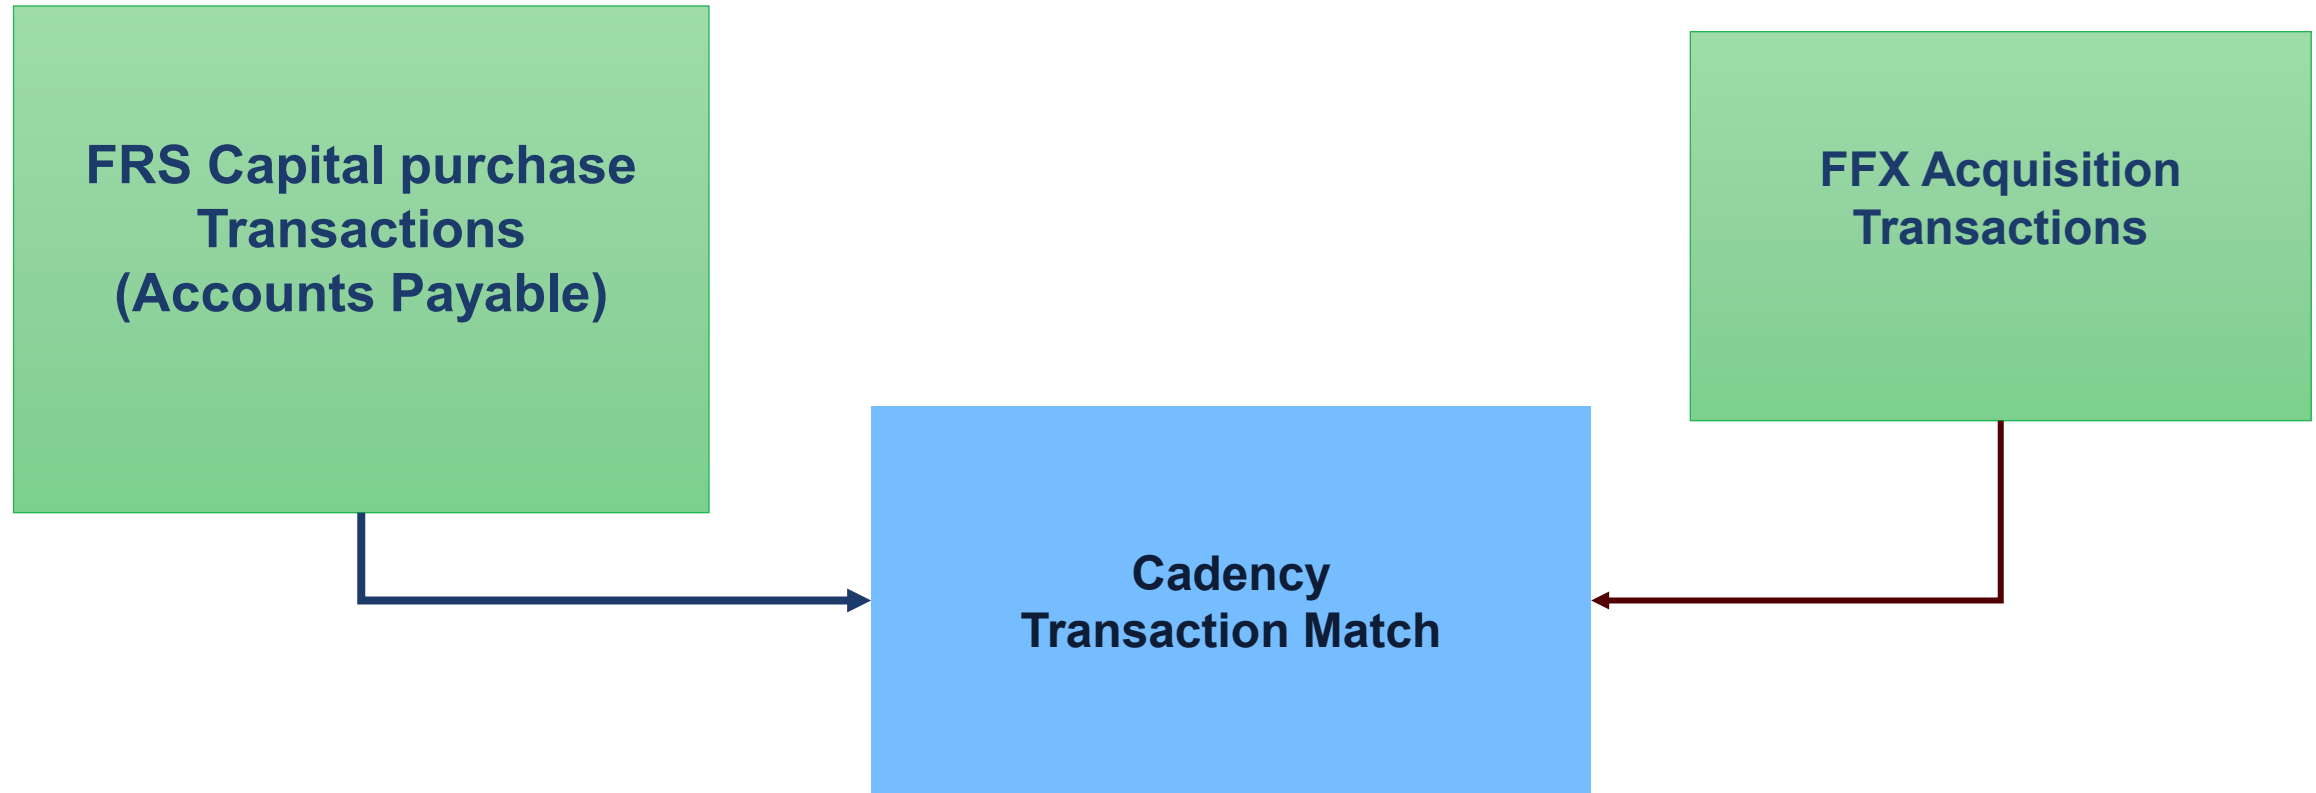 FRS Capital purchase
Transactions
(Accounts Payable)
FFX Acquisition
Transactions
Cadency
Transaction Match